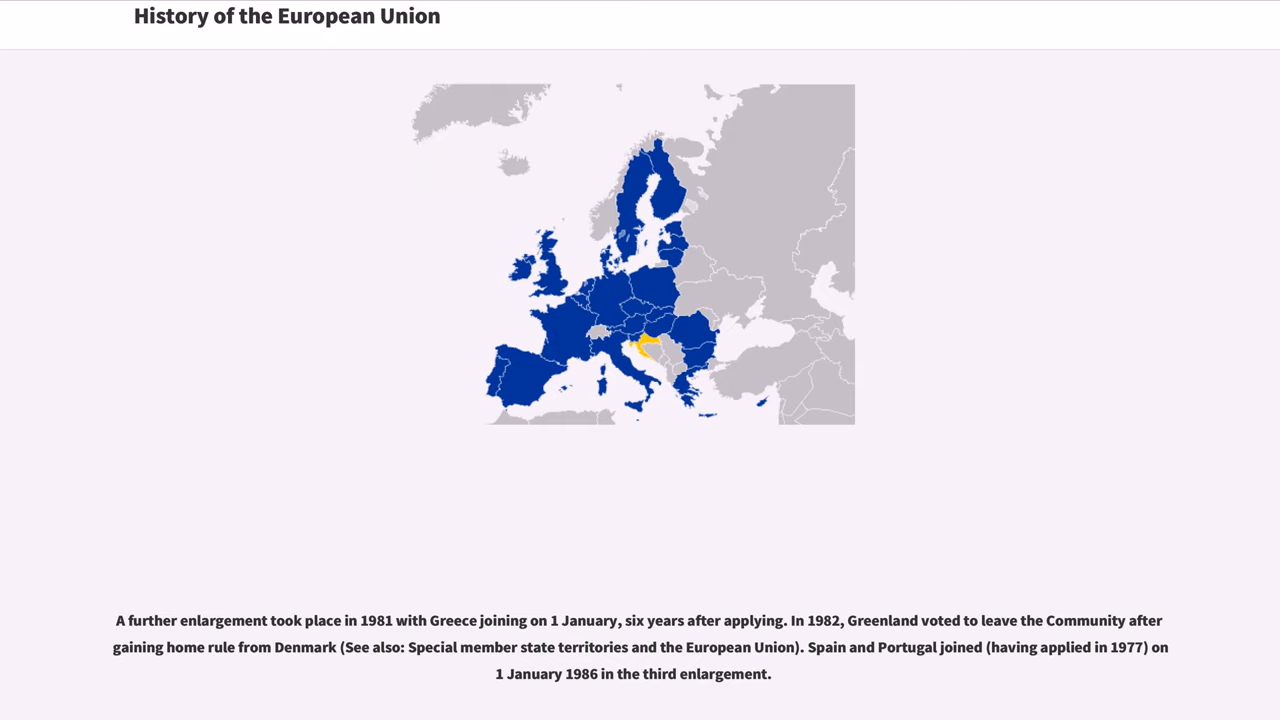 History of the European Union
A further enlargement took place in 1981 with Greece joining on 1 January, six years after applying. In 1982, Greenland voted to leave the Community after
gaining home rule from Denmark (See also: Special member state territories and the European Union). Spain and Portugal joined (having applied in 1977) on
1 January 1986 in the third enlargement.